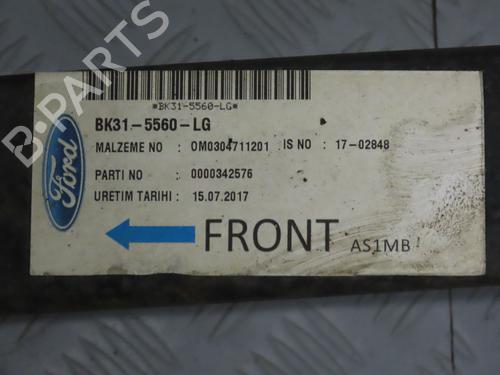 B-PARTS
*BK31-5560-LG*
Ford
BK31-5560-LG
MALZEME NO : OM0304711201 IS NO : 17-02848
PARTI NO : 0000342576
URETIM TARIHI : 15.07.2017
FRONT AS1MB